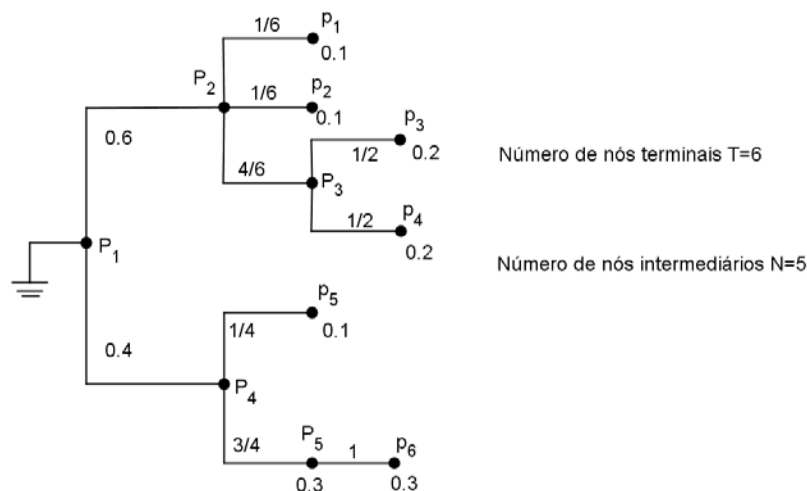 1/6
p₁
0.1
P₂
1/6
p₂
0.1
0.6
4/6
P₃
1/2
p₃
0.2
1/2
p₄
0.2
Número de nós terminais T=6
P₁
Número de nós intermediários N=5
0.4
P₄
1/4
p₅
0.1
3/4
P₅
0.3
1
p₆
0.3